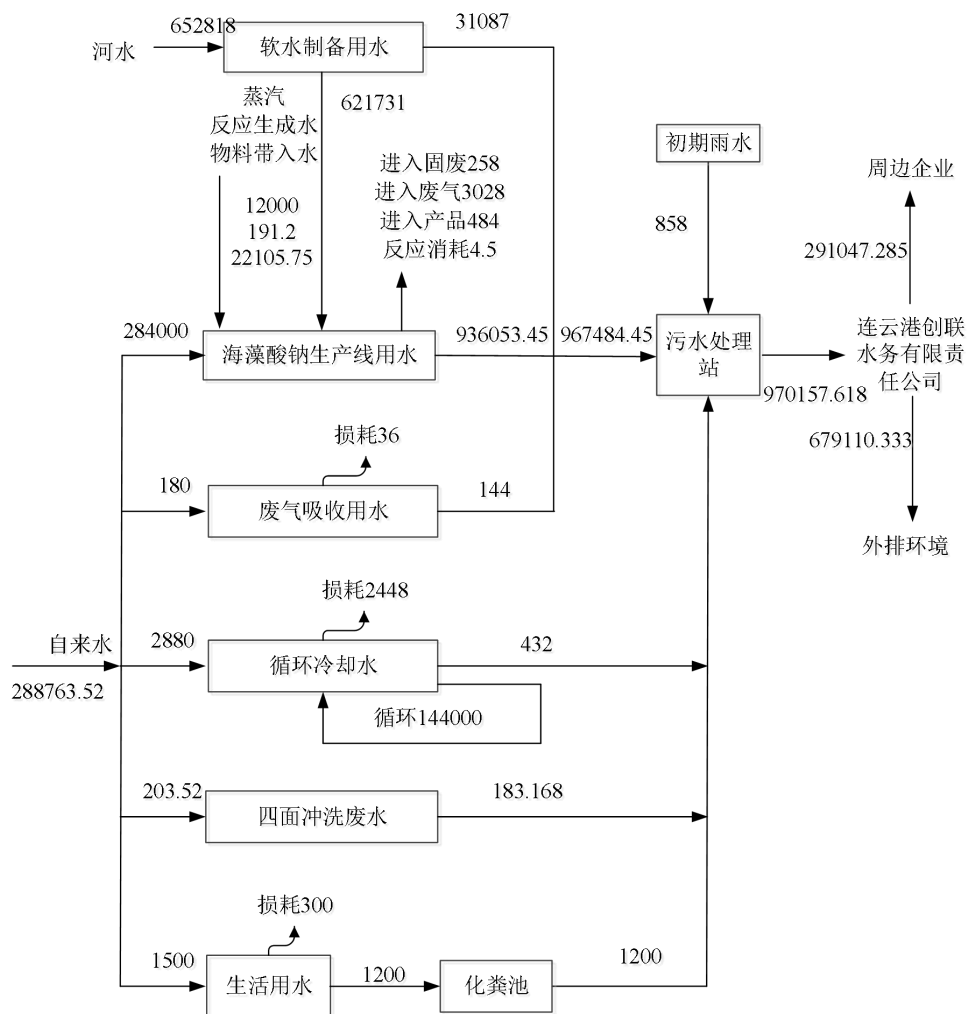 652818
31087
河水
软水制备用水
蒸汽
反应生成水
物料带入水
621731
12000
191.2
22105.75
进入固废258
进入废气3028
进入产品484
反应消耗4.5
初期雨水
858
周边企业
291047.285
284000
海藻酸钠生产线用水
936053.45
967484.45
污水处理
站
连云港创联
水务有限责
任公司
970157.618
679110.333
外排环境
损耗36
180
废气吸收用水
144
损耗2448
自来水
288763.52
2880
循环冷却水
432
循环144000
203.52
四面冲洗废水
183.168
损耗300
1500
生活用水
1200
化粪池
1200